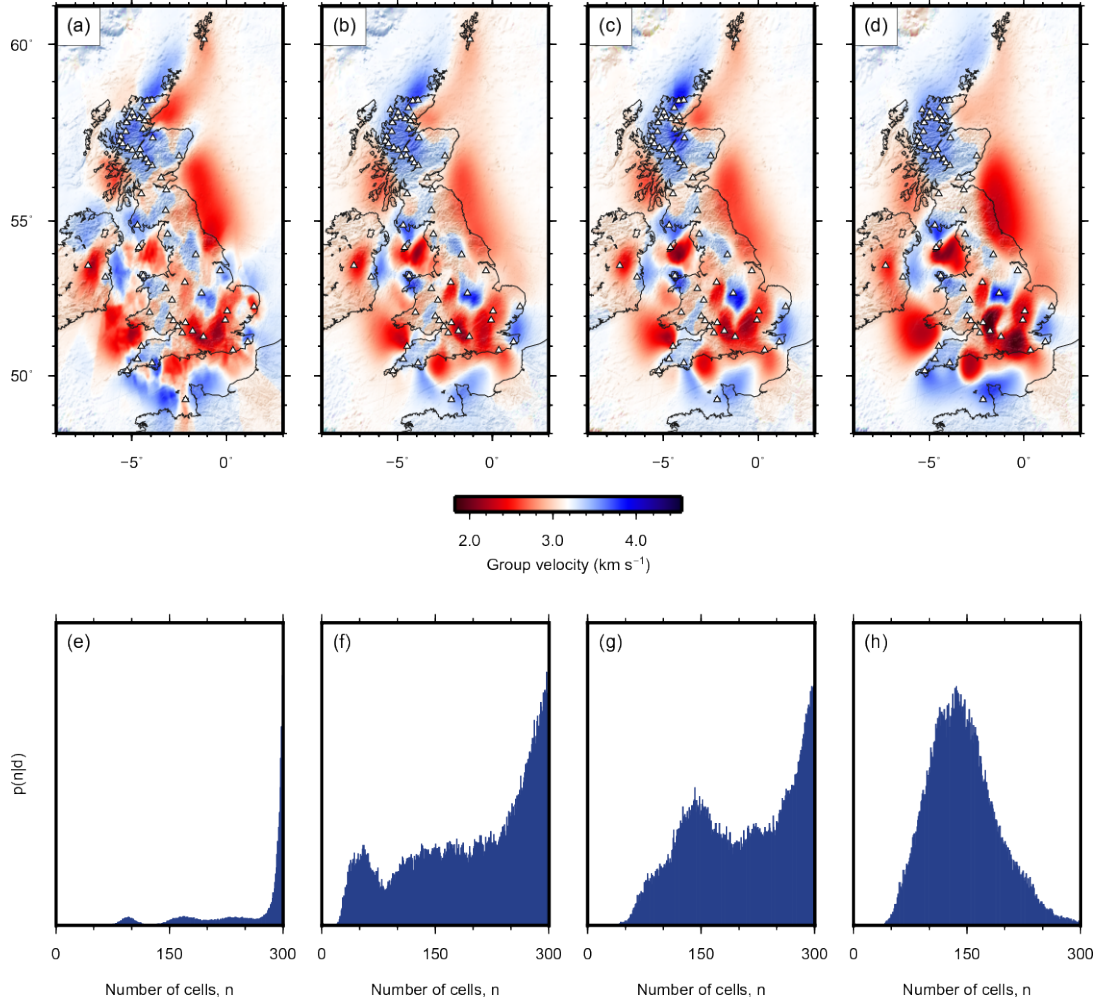 (a) (b) (c) (d)
60°
55°
50°
−5° 0° −5° 0° −5° 0° −5° 0°
2.0 3.0 4.0
Group velocity (km s⁻¹)
(e) (f) (g) (h)
p(n|d)
0 150 300 0 150 300 0 150 300 0 150 300
Number of cells, n Number of cells, n Number of cells, n Number of cells, n